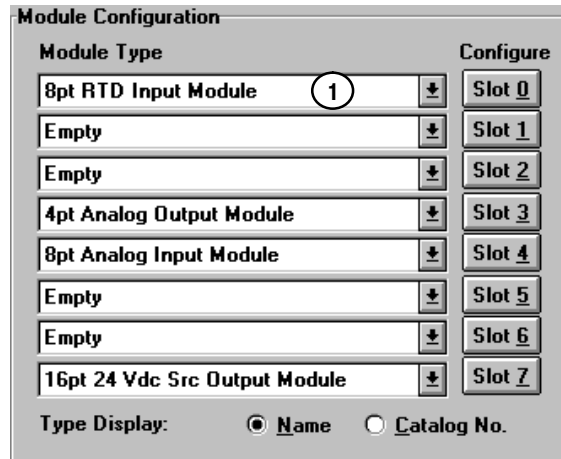 Module Configuration
Module Type Configure
8pt RTD Input Module 1 Slot 0
Empty Slot 1
Empty Slot 2
4pt Analog Output Module Slot 3
8pt Analog Input Module Slot 4
Empty Slot 5
Empty Slot 6
16pt 24 Vdc Src Output Module Slot 7
Type Display: Name Catalog No.